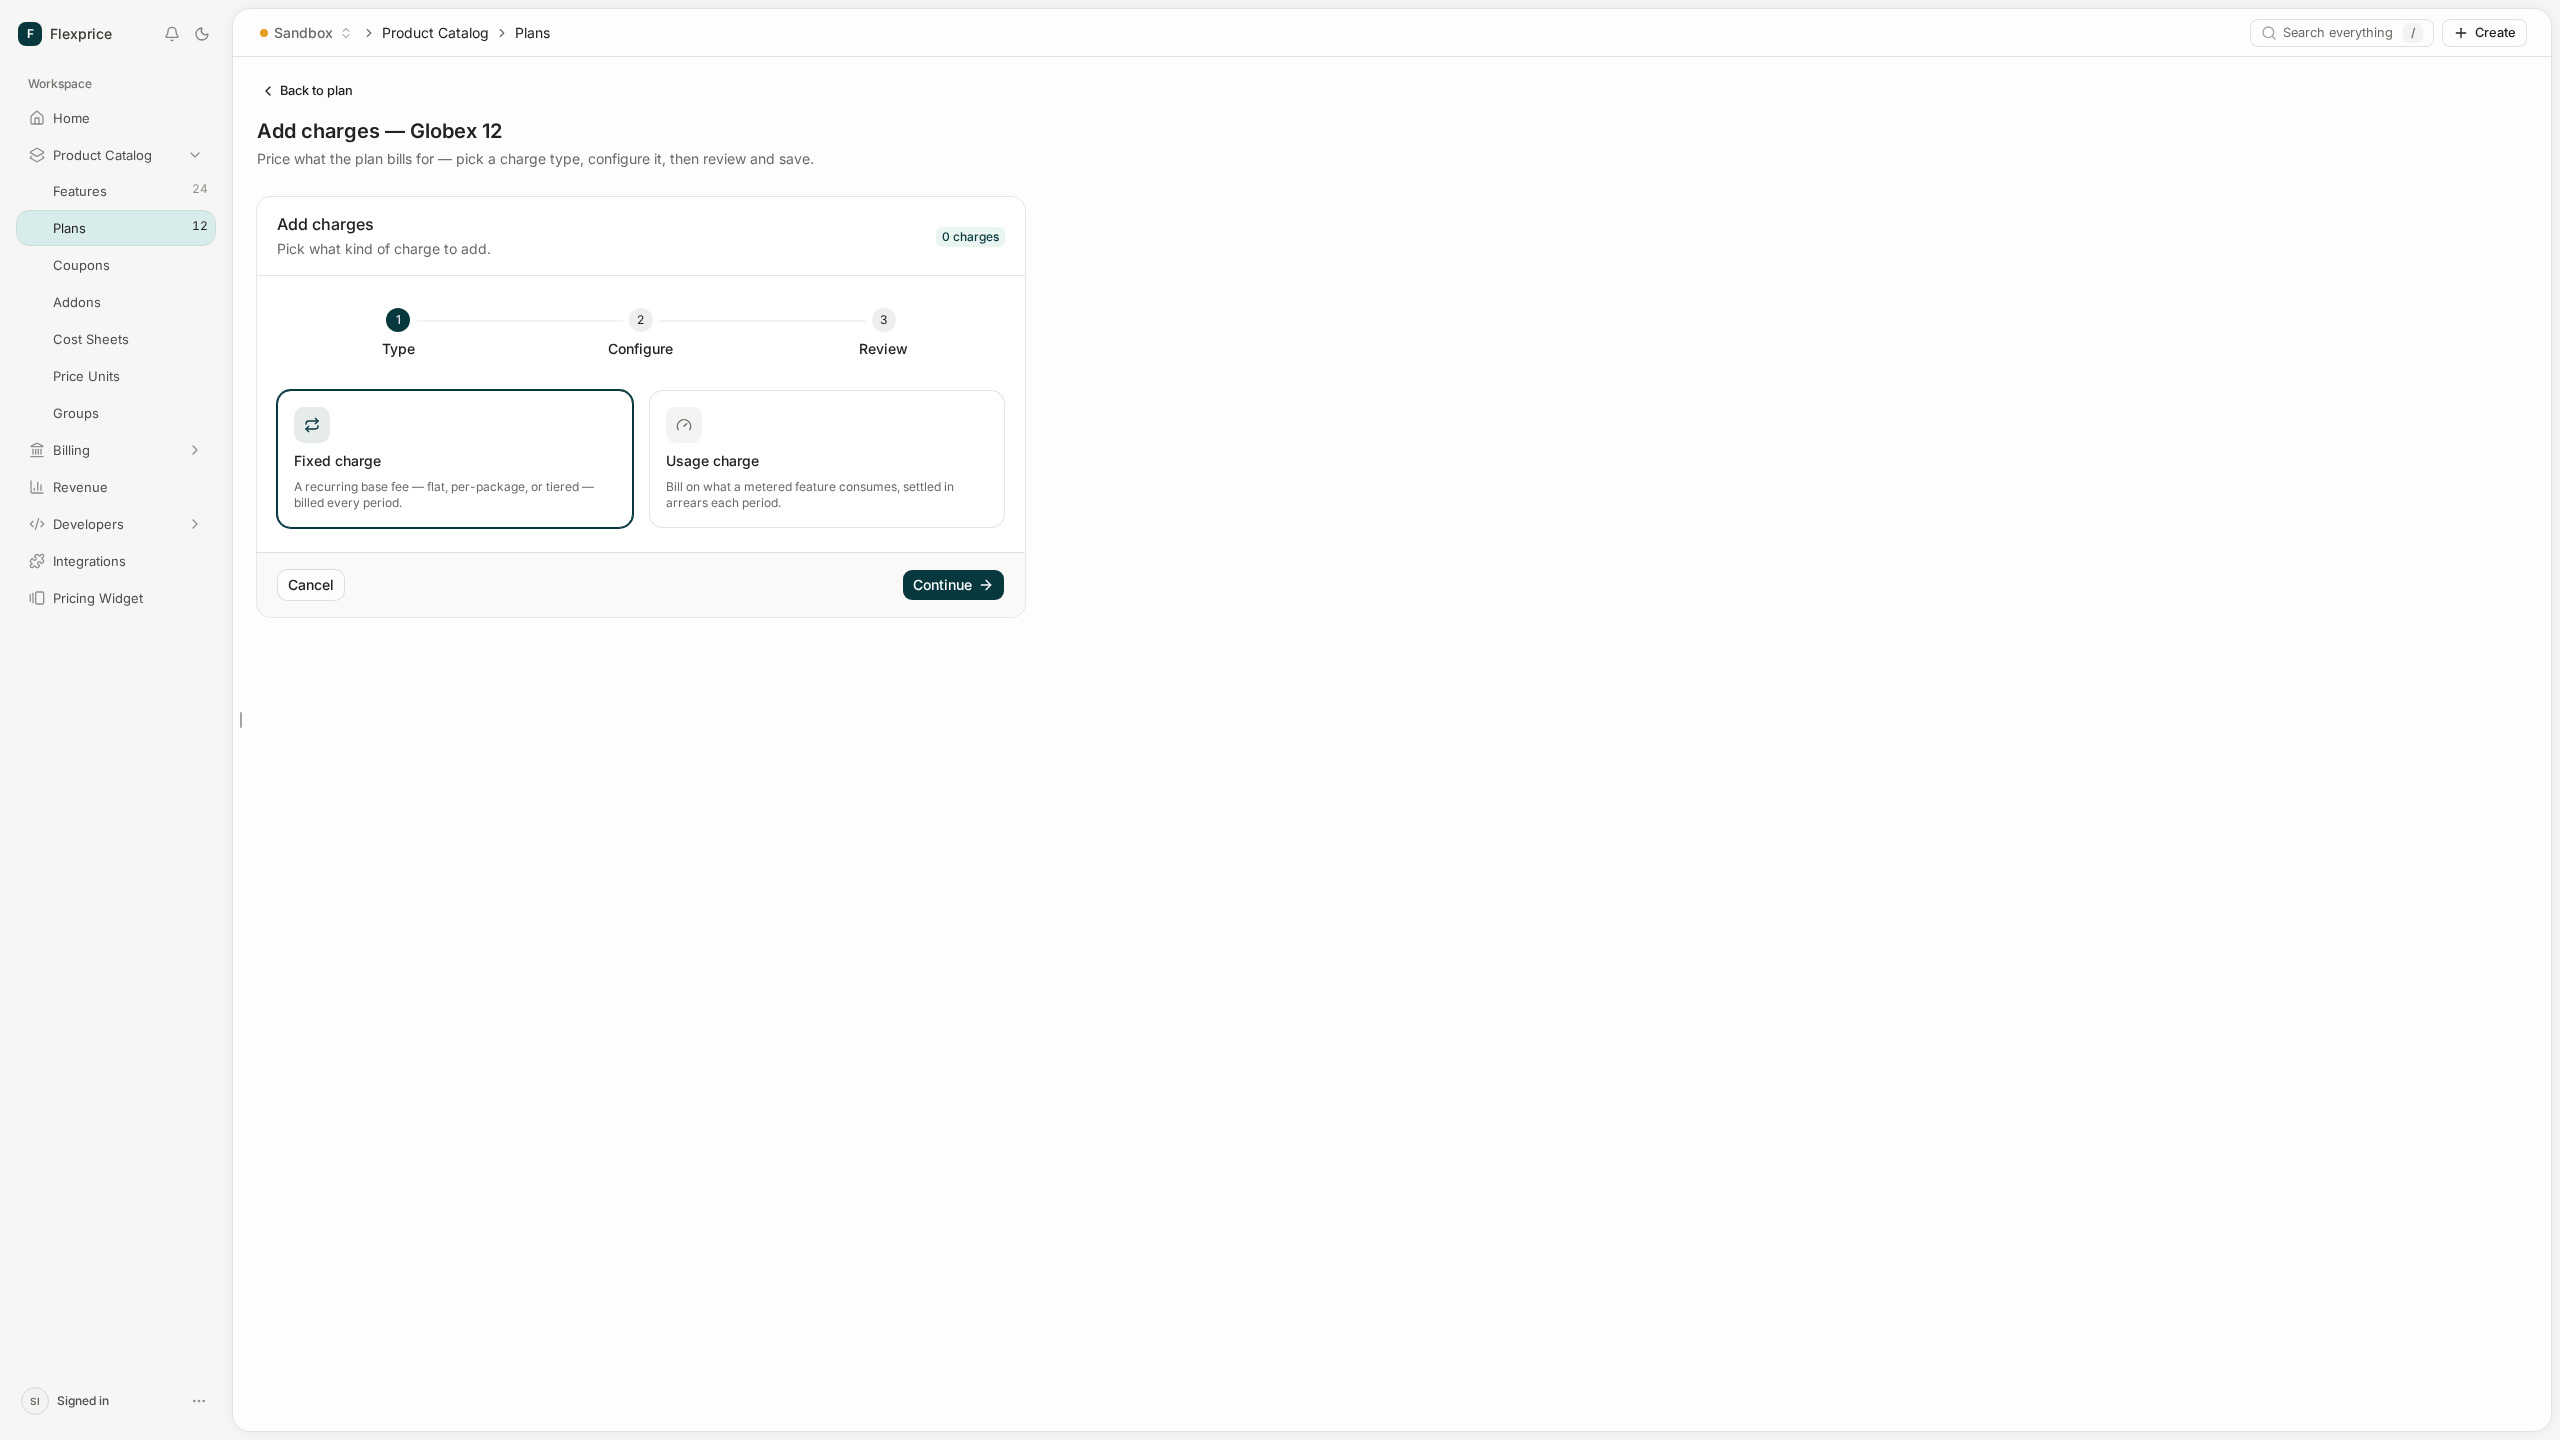 F Flexprice
Sandbox Product Catalog Plans
Search everything /
Create
Workspace
Home
Product Catalog
Features 24
Plans 12
Coupons
Addons
Cost Sheets
Price Units
Groups
Billing
Revenue
Developers
Integrations
Pricing Widget
SI Signed in
Back to plan
Add charges — Globex 12
Price what the plan bills for — pick a charge type, configure it, then review and save.
Add charges
Pick what kind of charge to add.
0 charges
1 2 3
Type Configure Review
Fixed charge
A recurring base fee — flat, per-package, or tiered —
billed every period.
Usage charge
Bill on what a metered feature consumes, settled in
arrears each period.
Cancel
Continue